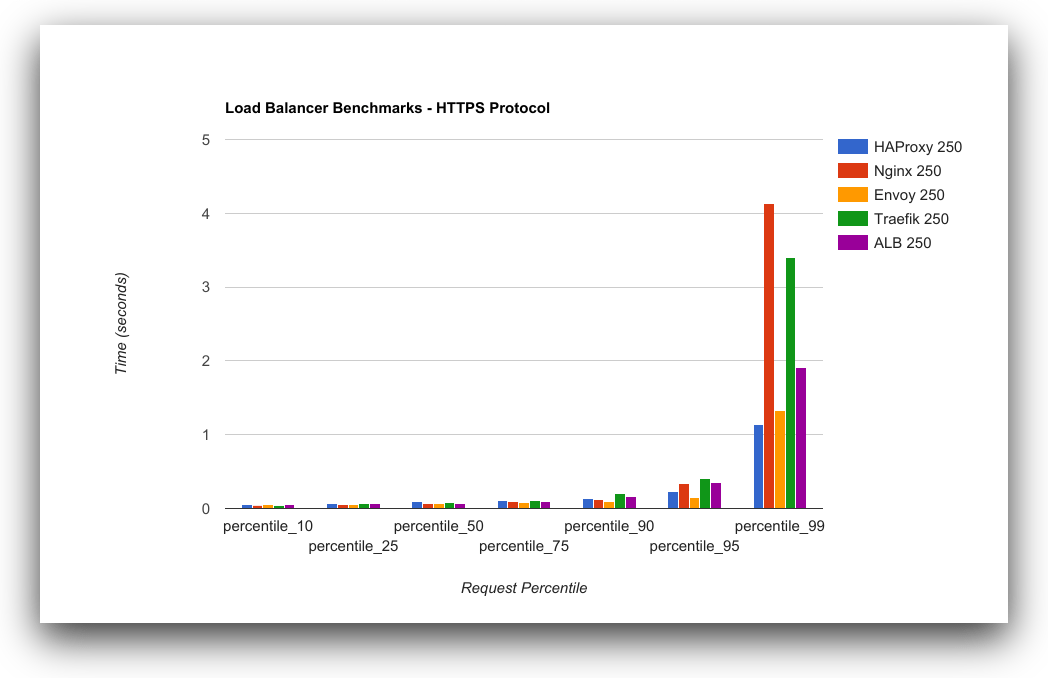 Load Balancer Benchmarks - HTTPS Protocol
5
4
3
2
1
0
Time (seconds)
HAProxy 250
Nginx 250
Envoy 250
Traefik 250
ALB 250
percentile_10
percentile_25
percentile_50
percentile_75
percentile_90
percentile_95
percentile_99
Request Percentile